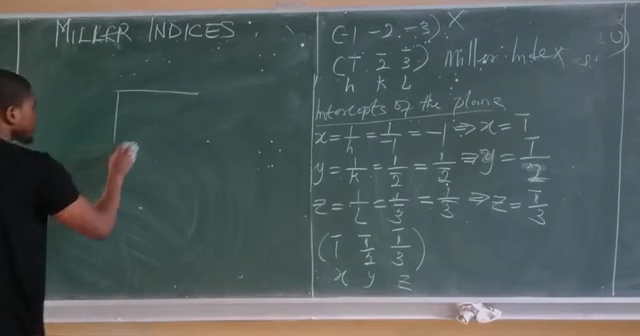 MILLER INDICES:
(-1 -2 -3) X
(1̅ 2̅ 3̅) Miller Index
h k L
Intercepts of the plane
x = 1/h = 1/1̅ = -1 ⇒ x = 1̅
y = 1/k = 1/2̅ = 1̅/2 ⇒ y = 1̅/2
z = 1/L = 1/3̅ = 1̅/3 ⇒ z = 1̅/3
(1̅ 1̅/2 1̅/3)
x y z